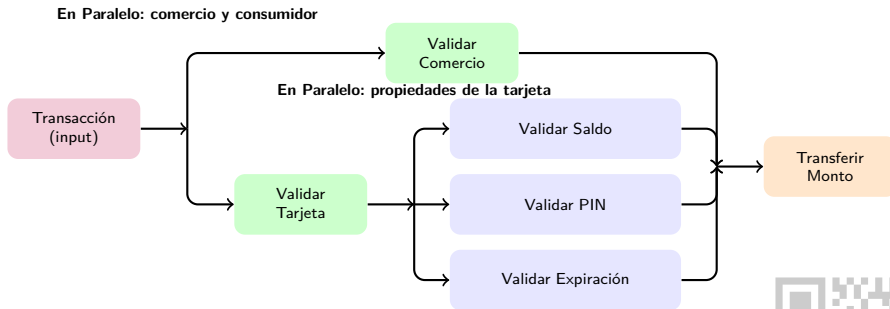 En Paralelo: comercio y consumidor
Validar
Comercio
En Paralelo: propiedades de la tarjeta
Transacción
(input)
Validar Saldo
Transferir
Monto
Validar
Tarjeta
Validar PIN
Validar Expiración